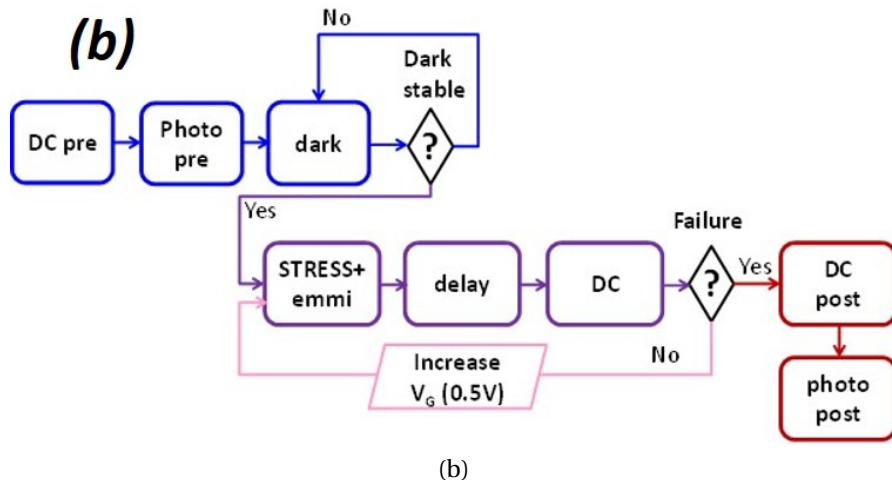 (b)
No
Dark
stable
DC pre
Photo
pre
dark
?
Yes
Failure
STRESS+
emmi
delay
DC
?
Yes
DC
post
No
Increase
VG (0.5V)
photo
post
(b)